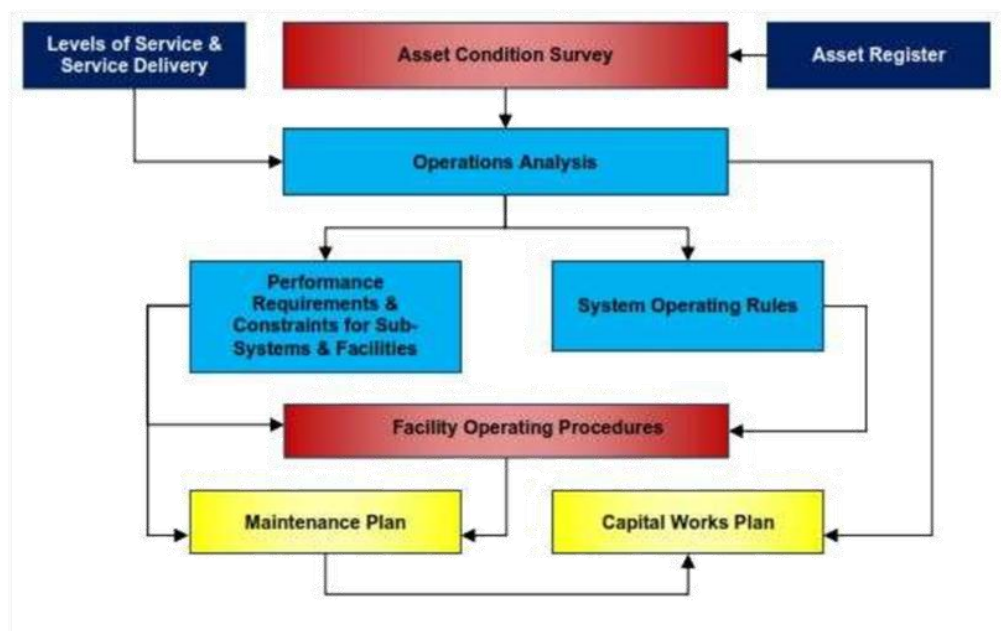 Levels of Service &
Service Delivery
Asset Condition Survey
Asset Register
Operations Analysis
Performance
Requirements &
Constraints for Sub-
Systems & Facilities
System Operating Rules
Facility Operating Procedures
Maintenance Plan
Capital Works Plan